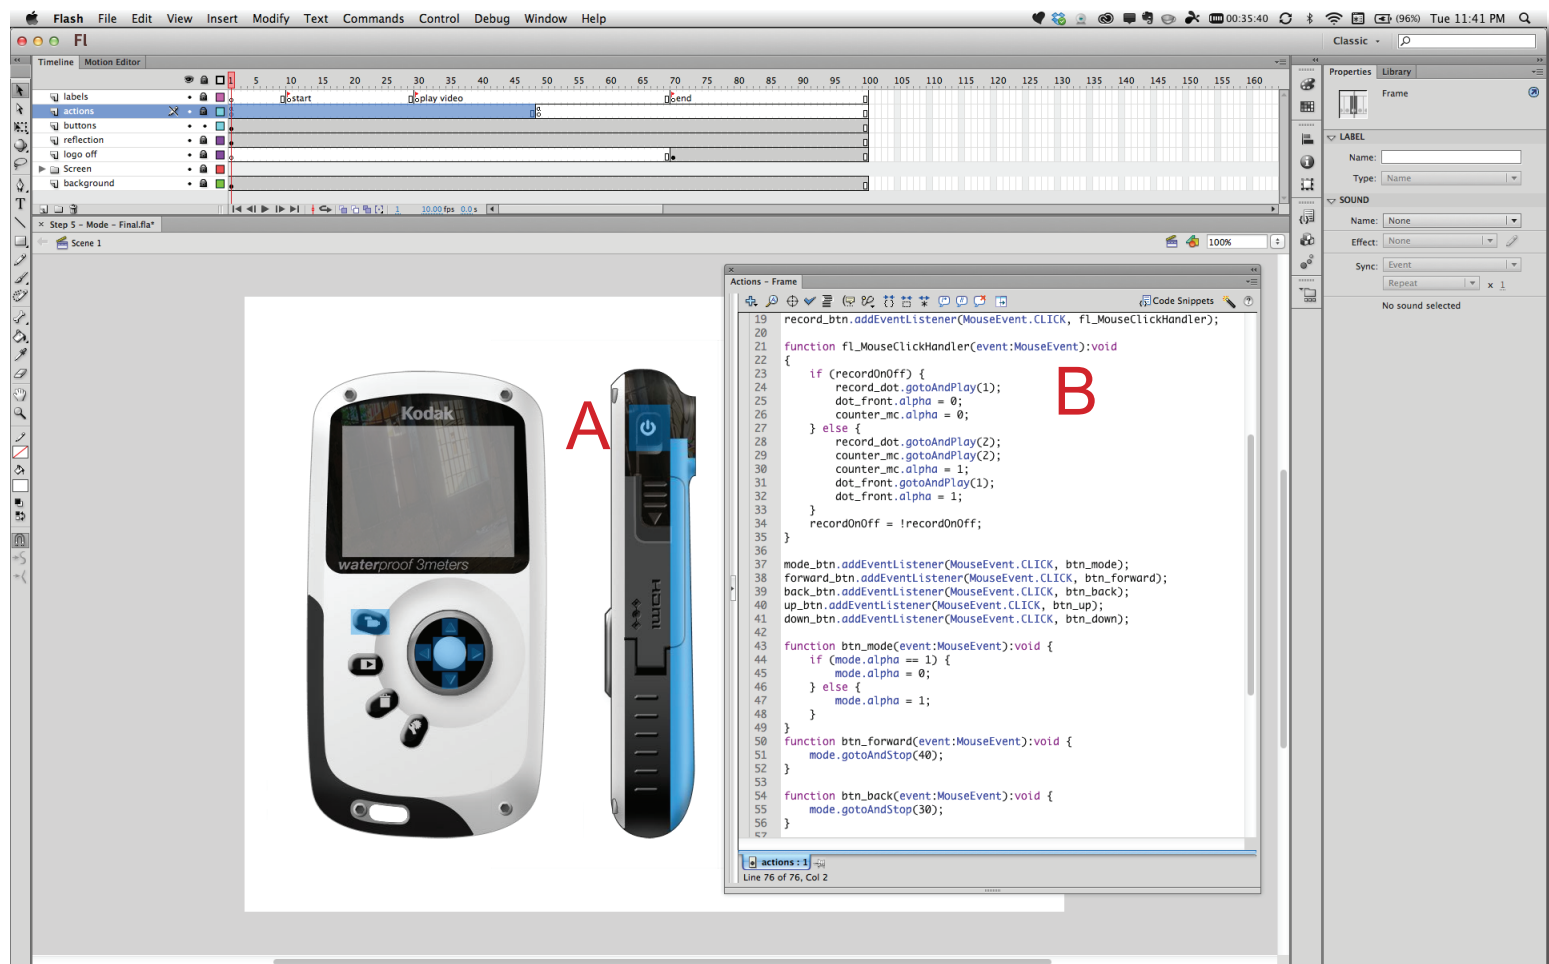 Flash File Edit View Insert Modify Text Commands Control Debug Window Help 00:35:40 (96%) Tue 11:41 PM
Fl Classic
Timeline Motion Editor
1 5 10 15 20 25 30 35 40 45 50 55 60 65 70 75 80 85 90 95 100 105 110 115 120 125 130 135 140 145 150 155 160
labels start play video end
actions
buttons
reflection
logo off
Screen
background
1 10.00 fps 0.0 s
Step 5 – Mode – Final.fla*
Scene 1 100%
Properties Library
Frame
LABEL
Name:
Type: Name
SOUND
Name: None
Effect: None
Sync: Event
Repeat x 1
No sound selected
A
Kodak
waterproof 3meters
HDMI
B
Actions – Frame
Code Snippets
19 record_btn.addEventListener(MouseEvent.CLICK, fl_MouseClickHandler);
20
21 function fl_MouseClickHandler(event:MouseEvent):void
22 {
23 if (recordOnOff) {
24 record_dot.gotoAndPlay(1);
25 dot_front.alpha = 0;
26 counter_mc.alpha = 0;
27 } else {
28 record_dot.gotoAndPlay(2);
29 counter_mc.gotoAndPlay(2);
30 counter_mc.alpha = 1;
31 dot_front.gotoAndPlay(1);
32 dot_front.alpha = 1;
33 }
34 recordOnOff = !recordOnOff;
35 }
36
37 mode_btn.addEventListener(MouseEvent.CLICK, btn_mode);
38 forward_btn.addEventListener(MouseEvent.CLICK, btn_forward);
39 back_btn.addEventListener(MouseEvent.CLICK, btn_back);
40 up_btn.addEventListener(MouseEvent.CLICK, btn_up);
41 down_btn.addEventListener(MouseEvent.CLICK, btn_down);
42
43 function btn_mode(event:MouseEvent):void {
44 if (mode.alpha == 1) {
45 mode.alpha = 0;
46 } else {
47 mode.alpha = 1;
48 }
49 }
50 function btn_forward(event:MouseEvent):void {
51 mode.gotoAndStop(40);
52 }
53
54 function btn_back(event:MouseEvent):void {
55 mode.gotoAndStop(30);
56 }
57
actions : 1
Line 76 of 76, Col 2